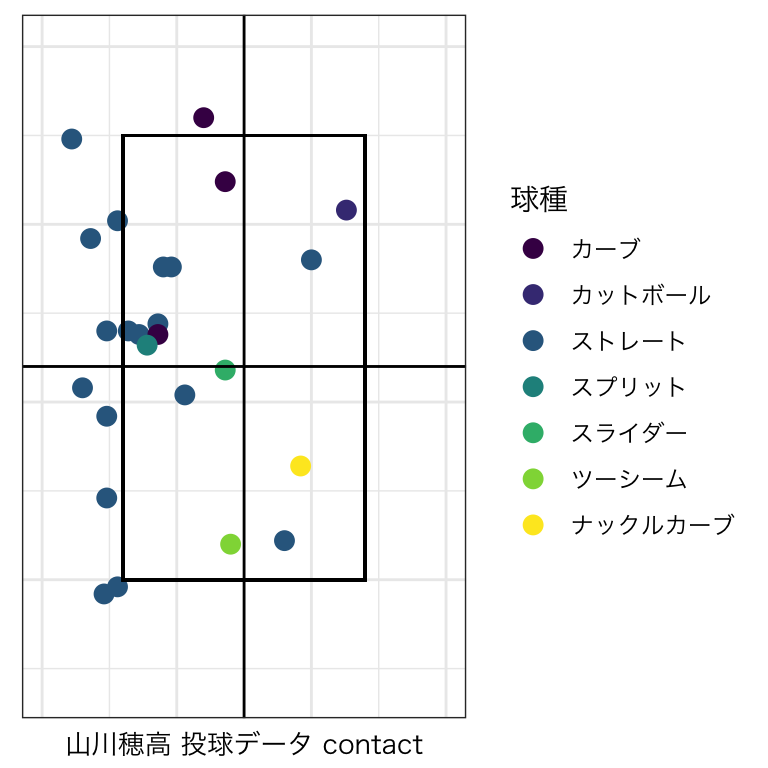 球種
カーブ
カットボール
ストレート
スプリット
スライダー
ツーシーム
ナックルカーブ
山川穂高 投球データ contact